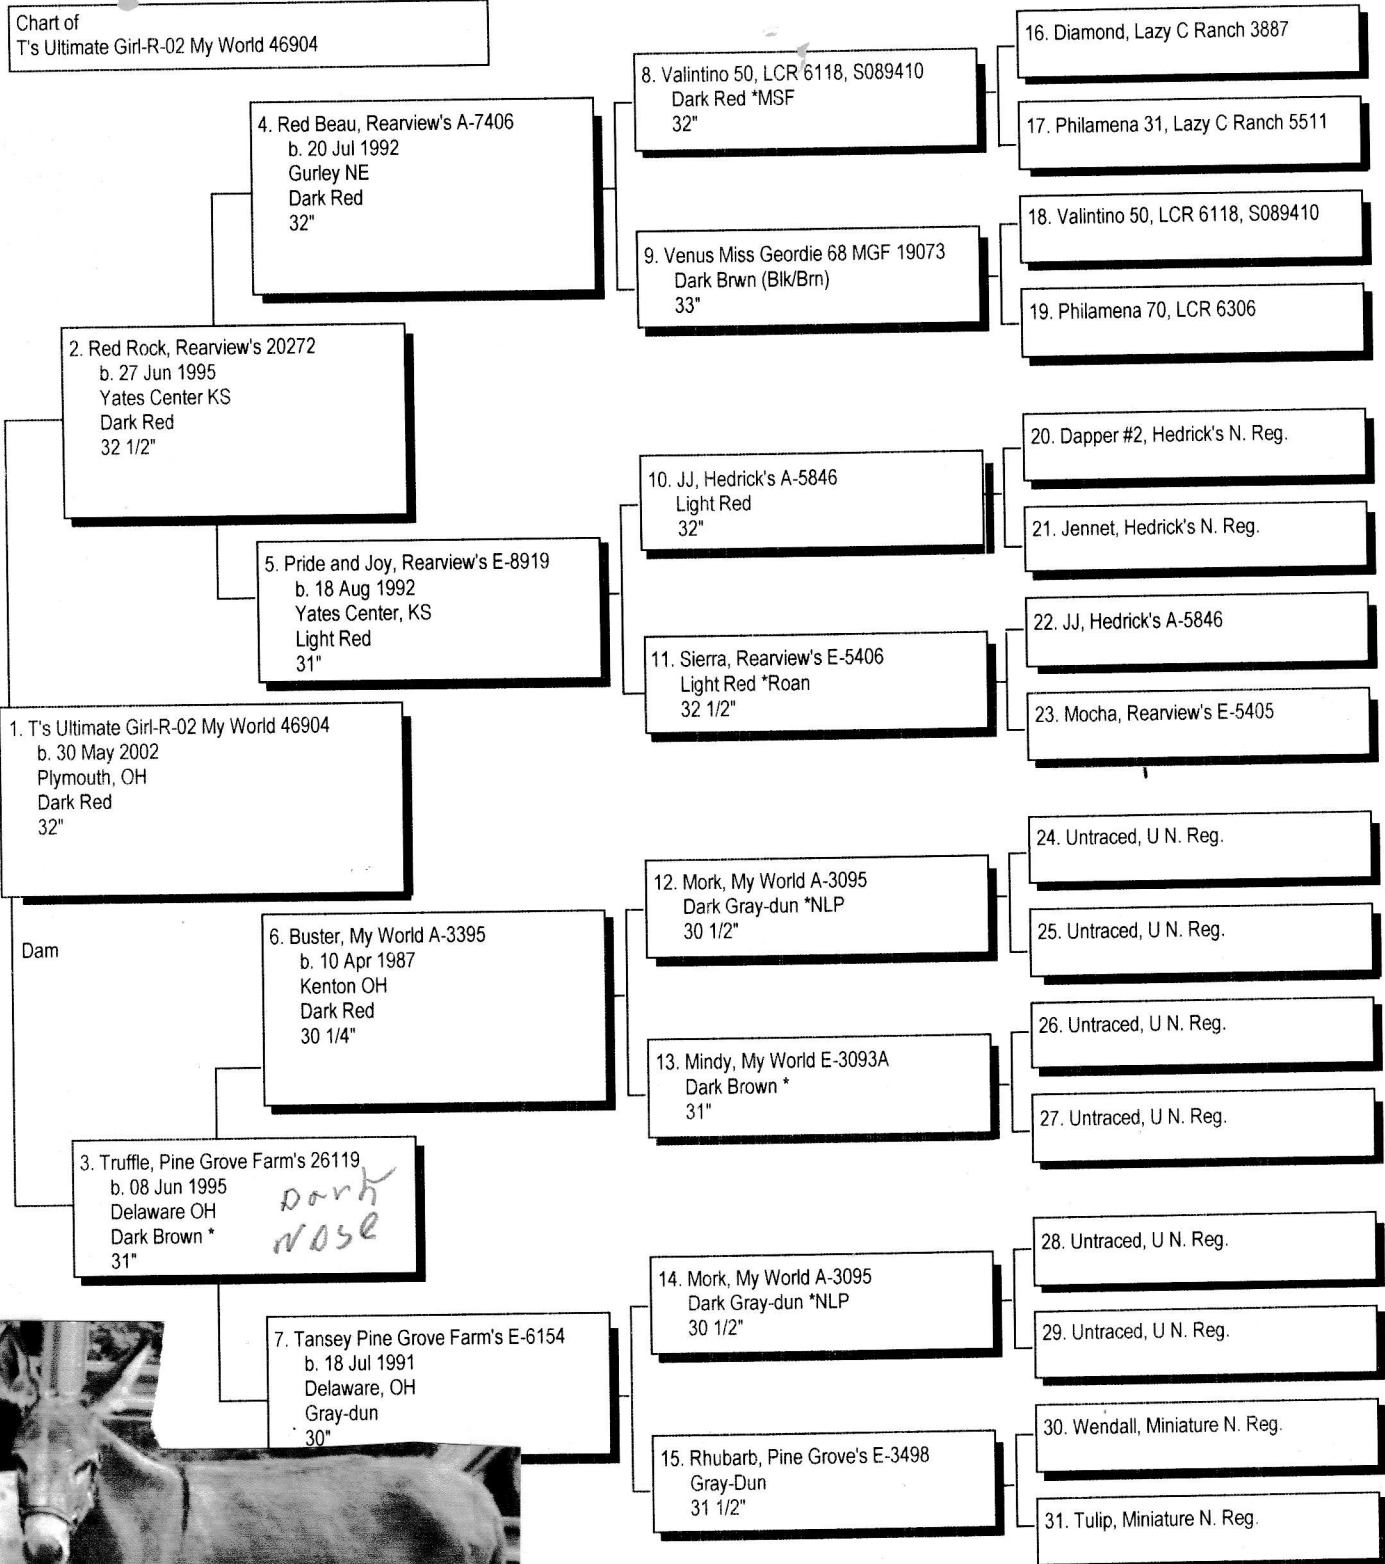 Chart of
T's Ultimate Girl-R-02 My World 46904
1. T's Ultimate Girl-R-02 My World 46904
b. 30 May 2002
Plymouth, OH
Dark Red
32"
Dam
2. Red Rock, Rearview's 20272
b. 27 Jun 1995
Yates Center KS
Dark Red
32 1/2"
3. Truffle, Pine Grove Farm's 26119
b. 08 Jun 1995
Delaware OH
Dark Brown *
31"
Dark
Nose
4. Red Beau, Rearview's A-7406
b. 20 Jul 1992
Gurley NE
Dark Red
32"
5. Pride and Joy, Rearview's E-8919
b. 18 Aug 1992
Yates Center, KS
Light Red
31"
6. Buster, My World A-3395
b. 10 Apr 1987
Kenton OH
Dark Red
30 1/4"
7. Tansey Pine Grove Farm's E-6154
b. 18 Jul 1991
Delaware, OH
Gray-dun
30"
8. Valintino 50, LCR 6118, S089410
Dark Red *MSF
32"
9. Venus Miss Geordie 68 MGF 19073
Dark Brwn (Blk/Brn)
33"
10. JJ, Hedrick's A-5846
Light Red
32"
11. Sierra, Rearview's E-5406
Light Red *Roan
32 1/2"
12. Mork, My World A-3095
Dark Gray-dun *NLP
30 1/2"
13. Mindy, My World E-3093A
Dark Brown *
31"
14. Mork, My World A-3095
Dark Gray-dun *NLP
30 1/2"
15. Rhubarb, Pine Grove's E-3498
Gray-Dun
31 1/2"
16. Diamond, Lazy C Ranch 3887
17. Philamena 31, Lazy C Ranch 5511
18. Valintino 50, LCR 6118, S089410
19. Philamena 70, LCR 6306
20. Dapper #2, Hedrick's N. Reg.
21. Jennet, Hedrick's N. Reg.
22. JJ, Hedrick's A-5846
23. Mocha, Rearview's E-5405
24. Untraced, U N. Reg.
25. Untraced, U N. Reg.
26. Untraced, U N. Reg.
27. Untraced, U N. Reg.
28. Untraced, U N. Reg.
29. Untraced, U N. Reg.
30. Wendall, Miniature N. Reg.
31. Tulip, Miniature N. Reg.